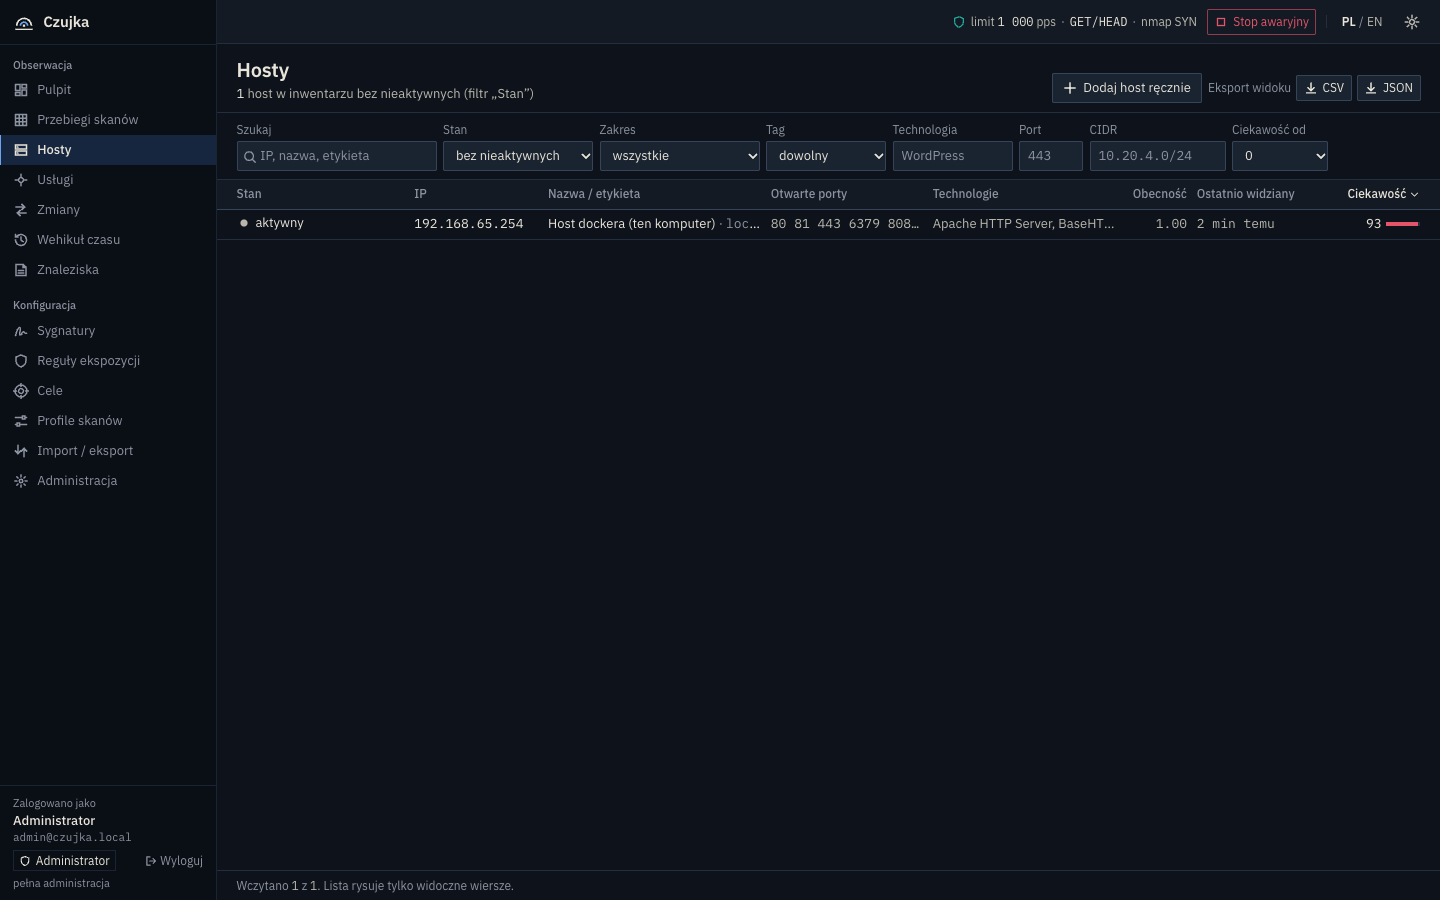 Czujka
limit 1 000 pps · GET/HEAD · nmap SYN
Stop awaryjny
PL / EN
Obserwacja
Pulpit
Przebiegi skanów
Hosty
Usługi
Zmiany
Wehikuł czasu
Znaleziska
Konfiguracja
Sygnatury
Reguły ekspozycji
Cele
Profile skanów
Import / eksport
Administracja
Zalogowano jako
Administrator
admin@czujka.local
Administrator
Wyloguj
pełna administracja
Hosty
1 host w inwentarzu bez nieaktywnych (filtr „Stan”)
Dodaj host ręcznie
Eksport widoku
CSV
JSON
Szukaj
Stan
Zakres
Tag
Technologia
Port
CIDR
Ciekawość od
IP, nazwa, etykieta
bez nieaktywnych
wszystkie
dowolny
WordPress
443
10.20.4.0/24
0
Stan
IP
Nazwa / etykieta
Otwarte porty
Technologie
Obecność
Ostatnio widziany
Ciekawość
aktywny
192.168.65.254
Host dockera (ten komputer) · loc…
80 81 443 6379 808…
Apache HTTP Server, BaseHT…
1.00
2 min temu
93
Wczytano 1 z 1. Lista rysuje tylko widoczne wiersze.